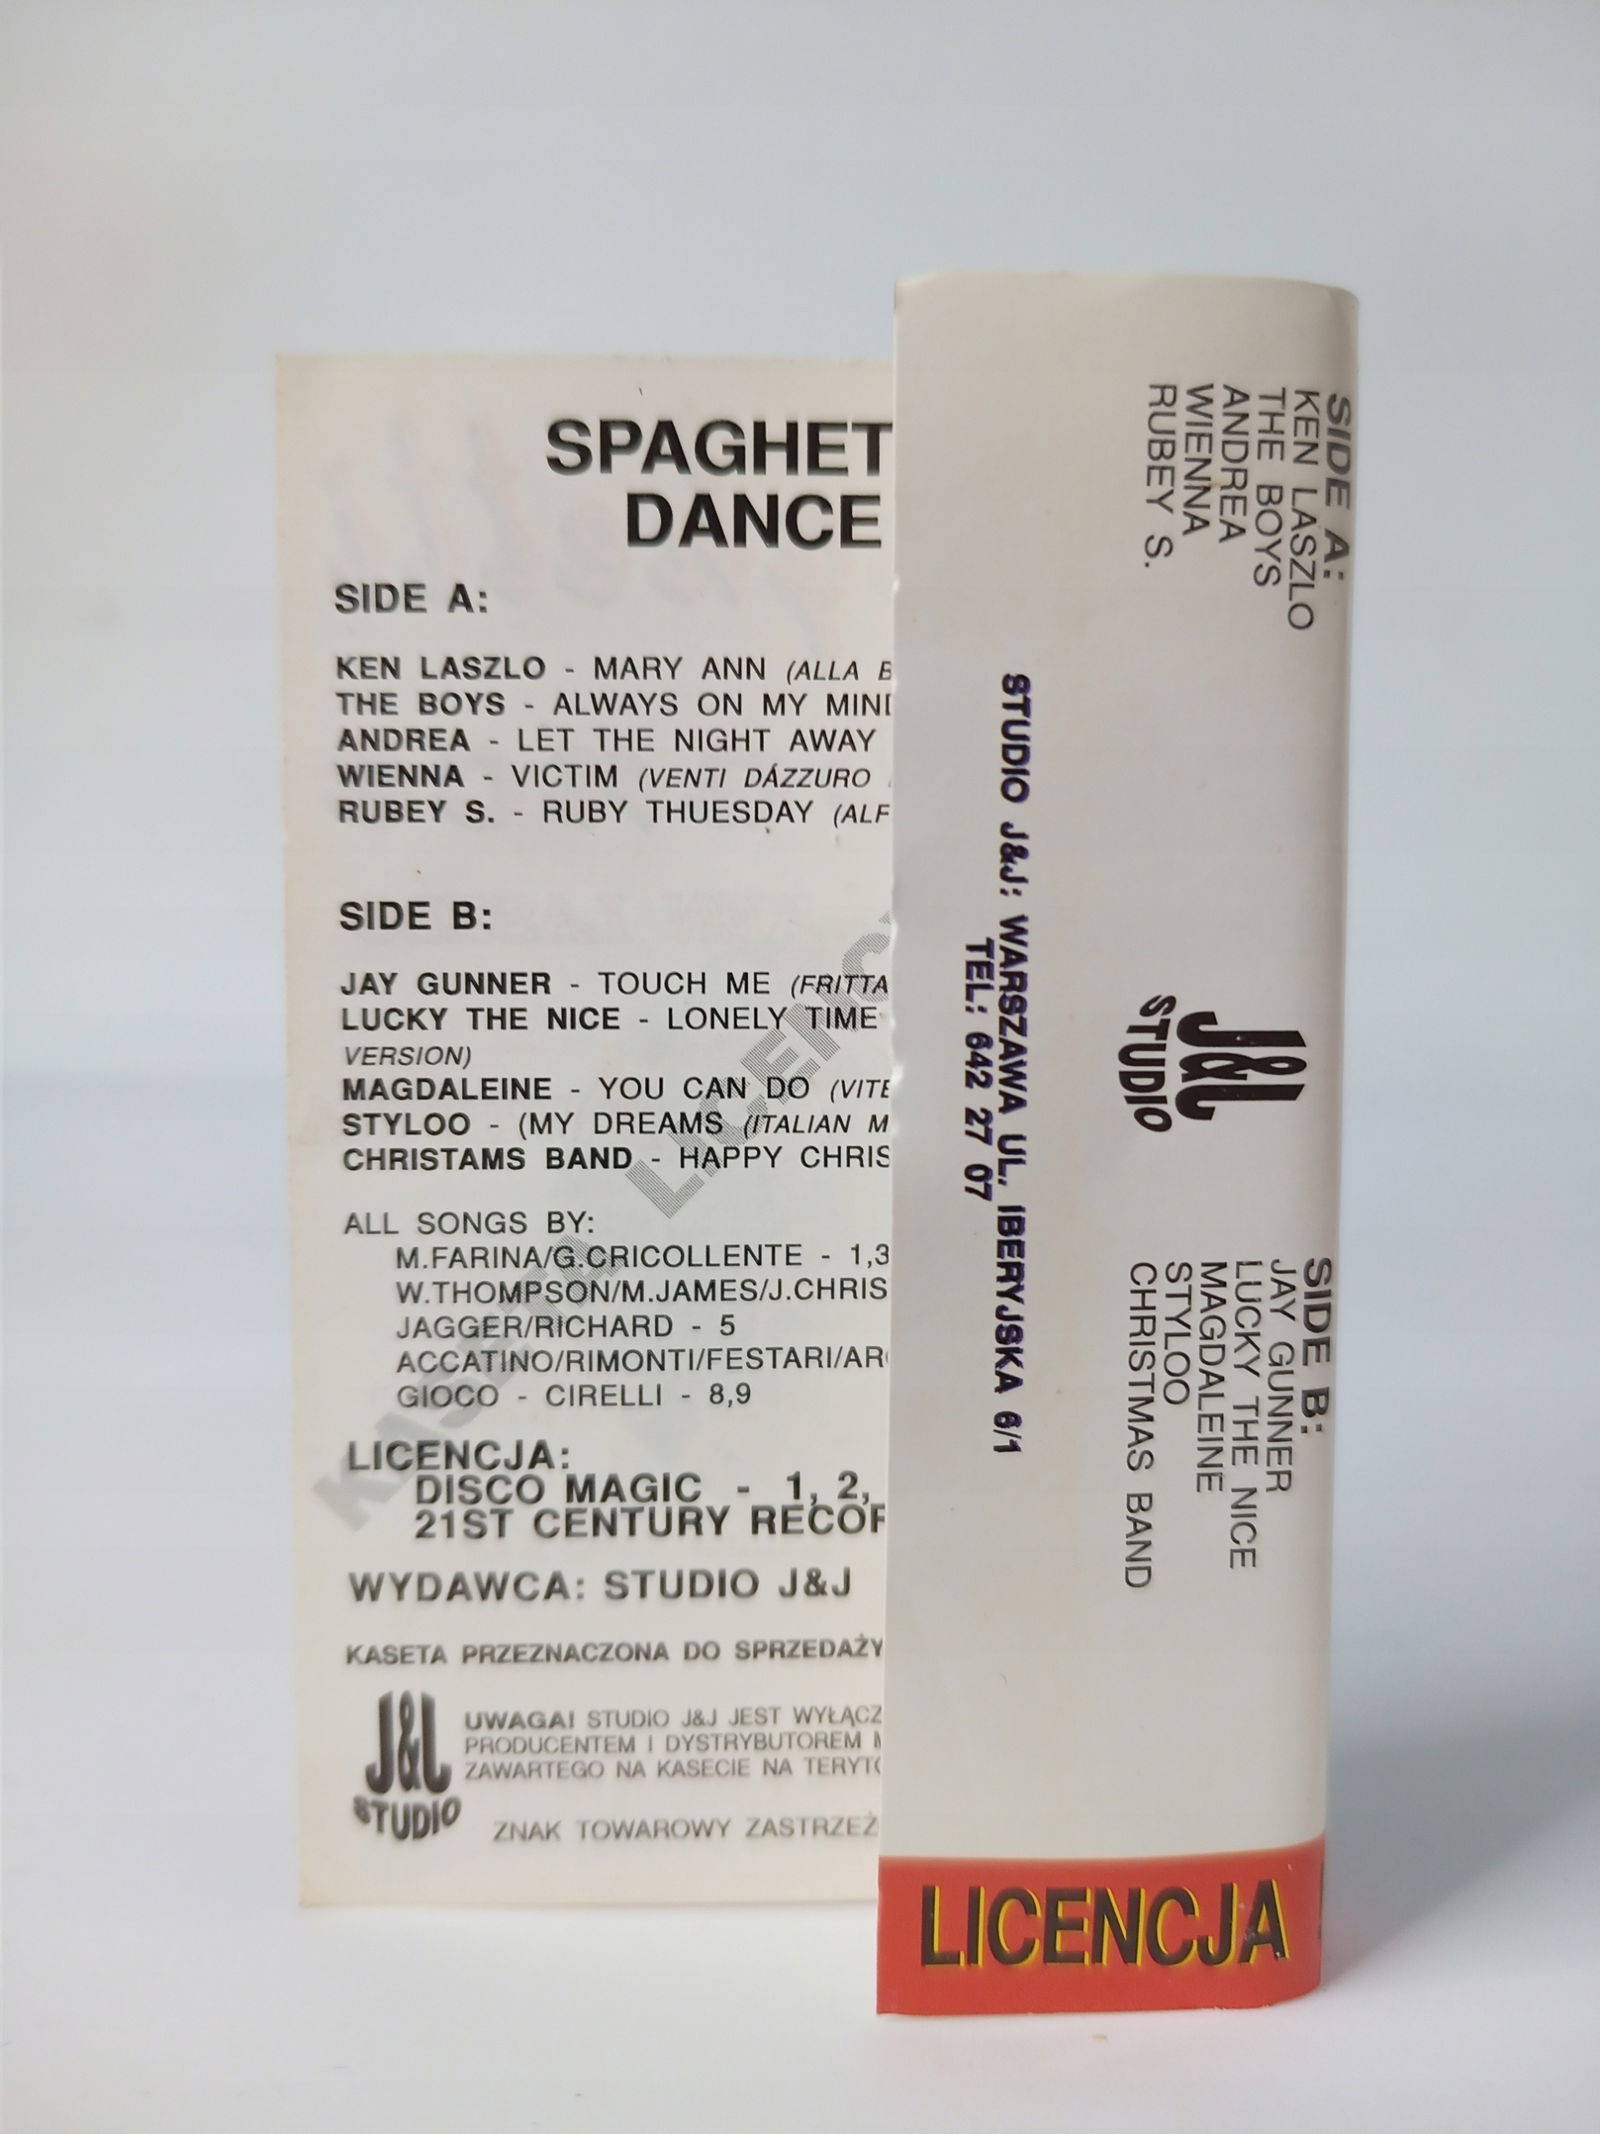 SPAGHET
DANCE
SIDE A:
KEN LASZLO - MARY ANN (ALLA B
THE BOYS - ALWAYS ON MY MIND
ANDREA - LET THE NIGHT AWAY
WIENNA - VICTIM (VENTI DÁZZURO
RUBEY S. - RUBY THUESDAY (ALF
SIDE B:
JAY GUNNER - TOUCH ME (FRITTA
LUCKY THE NICE - LONELY TIME
VERSION)
MAGDALEINE - YOU CAN DO (VITE
STYLOO - (MY DREAMS (ITALIAN M
CHRISTAMS BAND - HAPPY CHRIS
ALL SONGS BY:
M.FARINA/G.CRICOLLENTE - 1,3
W.THOMPSON/M.JAMES/J.CHRIS
JAGGER/RICHARD - 5
ACCATINO/RIMONTI/FESTARI/AR
GIOCO - CIRELLI - 8,9
LICENCJA:
DISCO MAGIC - 1, 2,
21ST CENTURY RECOR
WYDAWCA: STUDIO J&J
KASETA PRZEZNACZONA DO SPRZEDAŻY
J&J
STUDIO
UWAGA! STUDIO J&J JEST WYŁĄCZ
PRODUCENTEM I DYSTRYBUTOREM M
ZAWARTEGO NA KASECIE NA TERYTO
ZNAK TOWAROWY ZASTRZEŻ
KASETA LICENC
SIDE A:
KEN LASZLO
THE BOYS
ANDREA
WIENNA
RUBEY S.
J&J
STUDIO
SIDE B:
JAY GUNNER
LUCKY THE NICE
MAGDALEINE
STYLOO
CHRISTMAS BAND
STUDIO J&J: WARSZAWA UL. IBERYJSKA 6/1
TEL: 642 27 07
LICENCJA